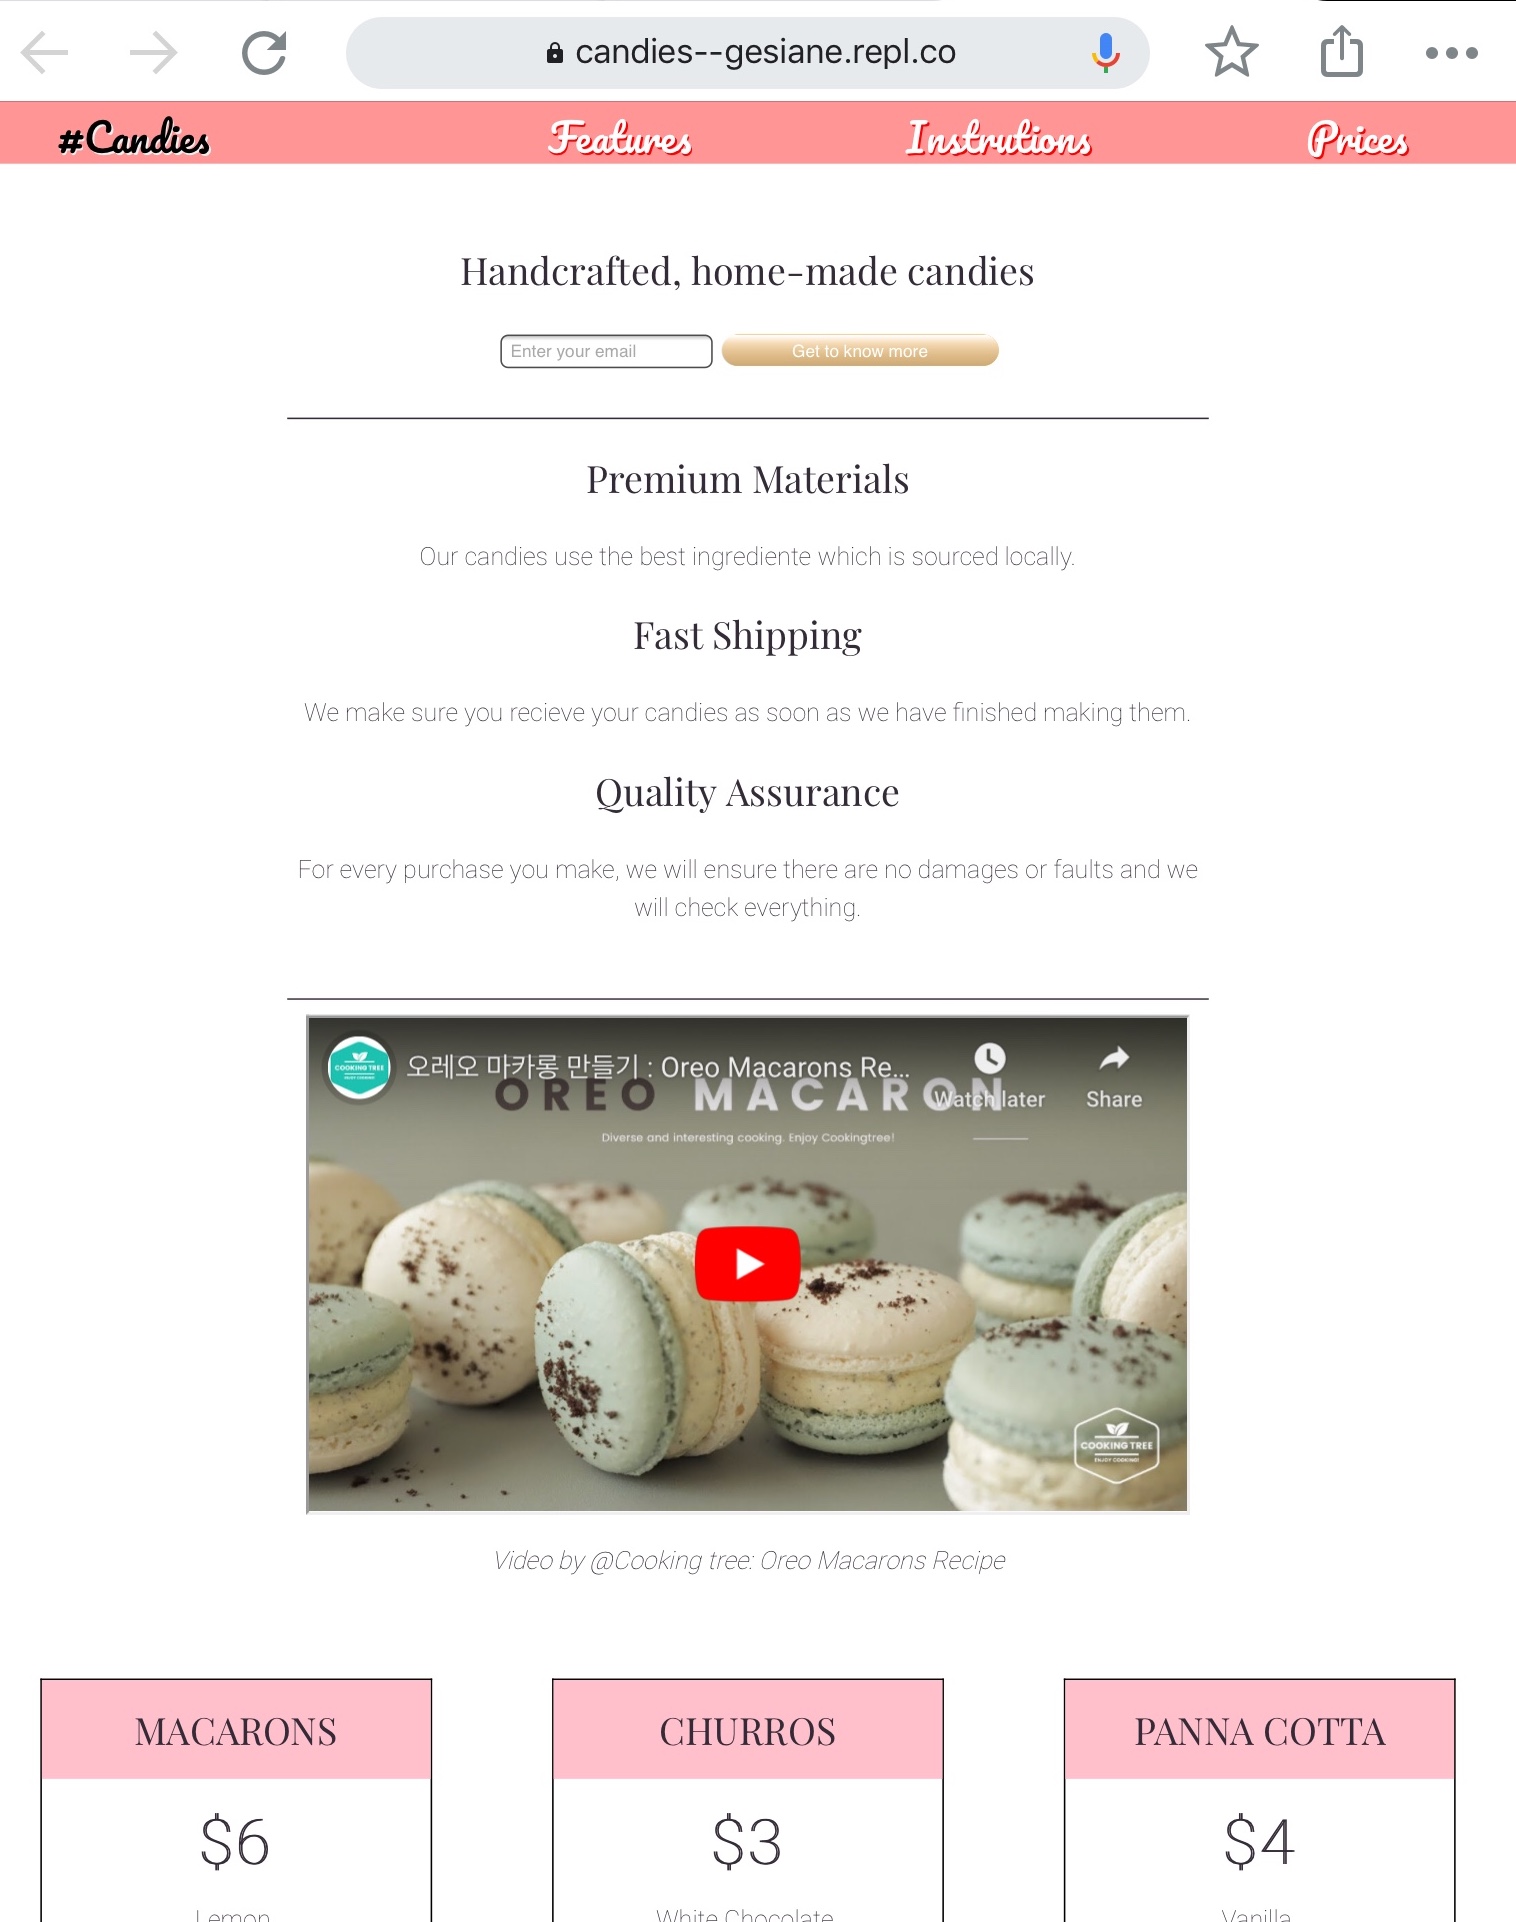 candies--gesiane.repl.co
#Candies Features Instrutions Prices
Handcrafted, home-made candies
Enter your email Get to know more
Premium Materials
Our candies use the best ingrediente which is sourced locally.
Fast Shipping
We make sure you recieve your candies as soon as we have finished making them.
Quality Assurance
For every purchase you make, we will ensure there are no damages or faults and we
will check everything.
COOKING TREE
ENJOY COOKING!
오레오 마카롱 만들기 : Oreo Macarons Re...
Watch later Share
OREO MACARON
Diverse and interesting cooking. Enjoy Cookingtree!
COOKING TREE
ENJOY COOKING!
Video by @Cooking tree: Oreo Macarons Recipe
MACARONS CHURROS PANNA COTTA
$6 $3 $4
Lemon White Chocolate Vanilla